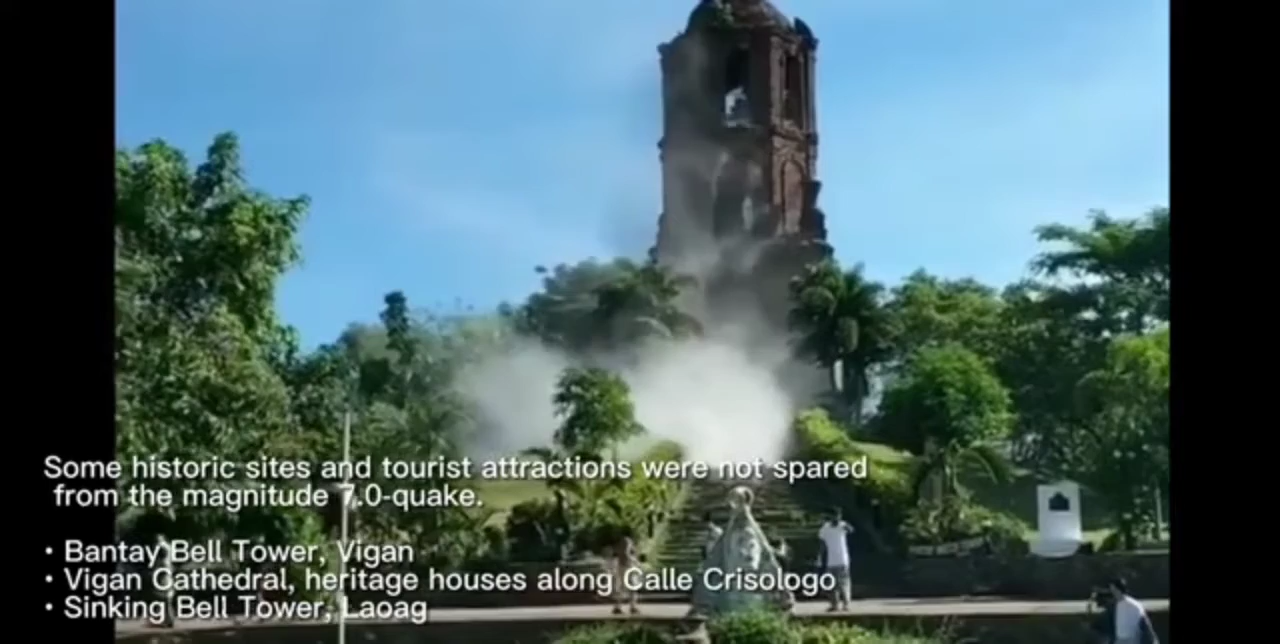 Some historic sites and tourist attractions were not spared
from the magnitude 7.0-quake.
• Bantay Bell Tower, Vigan
• Vigan Cathedral, heritage houses along Calle Crisologo
• Sinking Bell Tower, Laoag